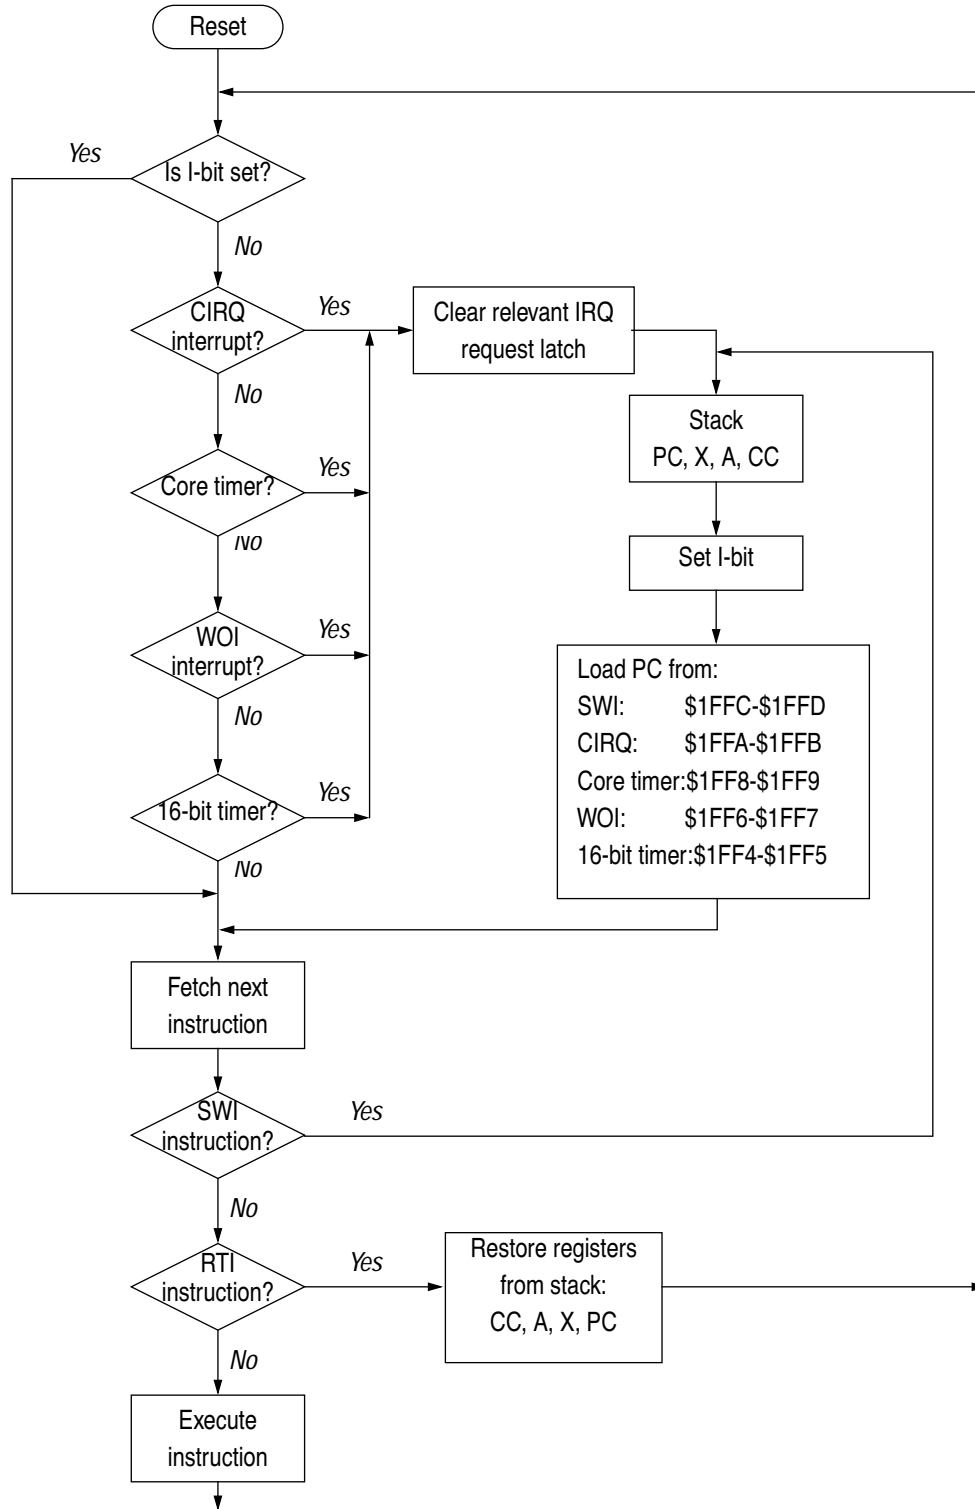 Reset
Yes
Is I-bit set?
No
CIRQ
interrupt?
Yes
Clear relevant IRQ
request latch
No
Stack
PC, X, A, CC
Core timer?
Yes
No
Set I-bit
WOI
interrupt?
Yes
No
Load PC from:
SWI: $1FFC-$1FFD
CIRQ: $1FFA-$1FFB
Core timer:$1FF8-$1FF9
WOI: $1FF6-$1FF7
16-bit timer:$1FF4-$1FF5
16-bit timer?
Yes
No
Fetch next
instruction
SWI
instruction?
Yes
No
RTI
instruction?
Yes
Restore registers
from stack:
CC, A, X, PC
No
Execute
instruction